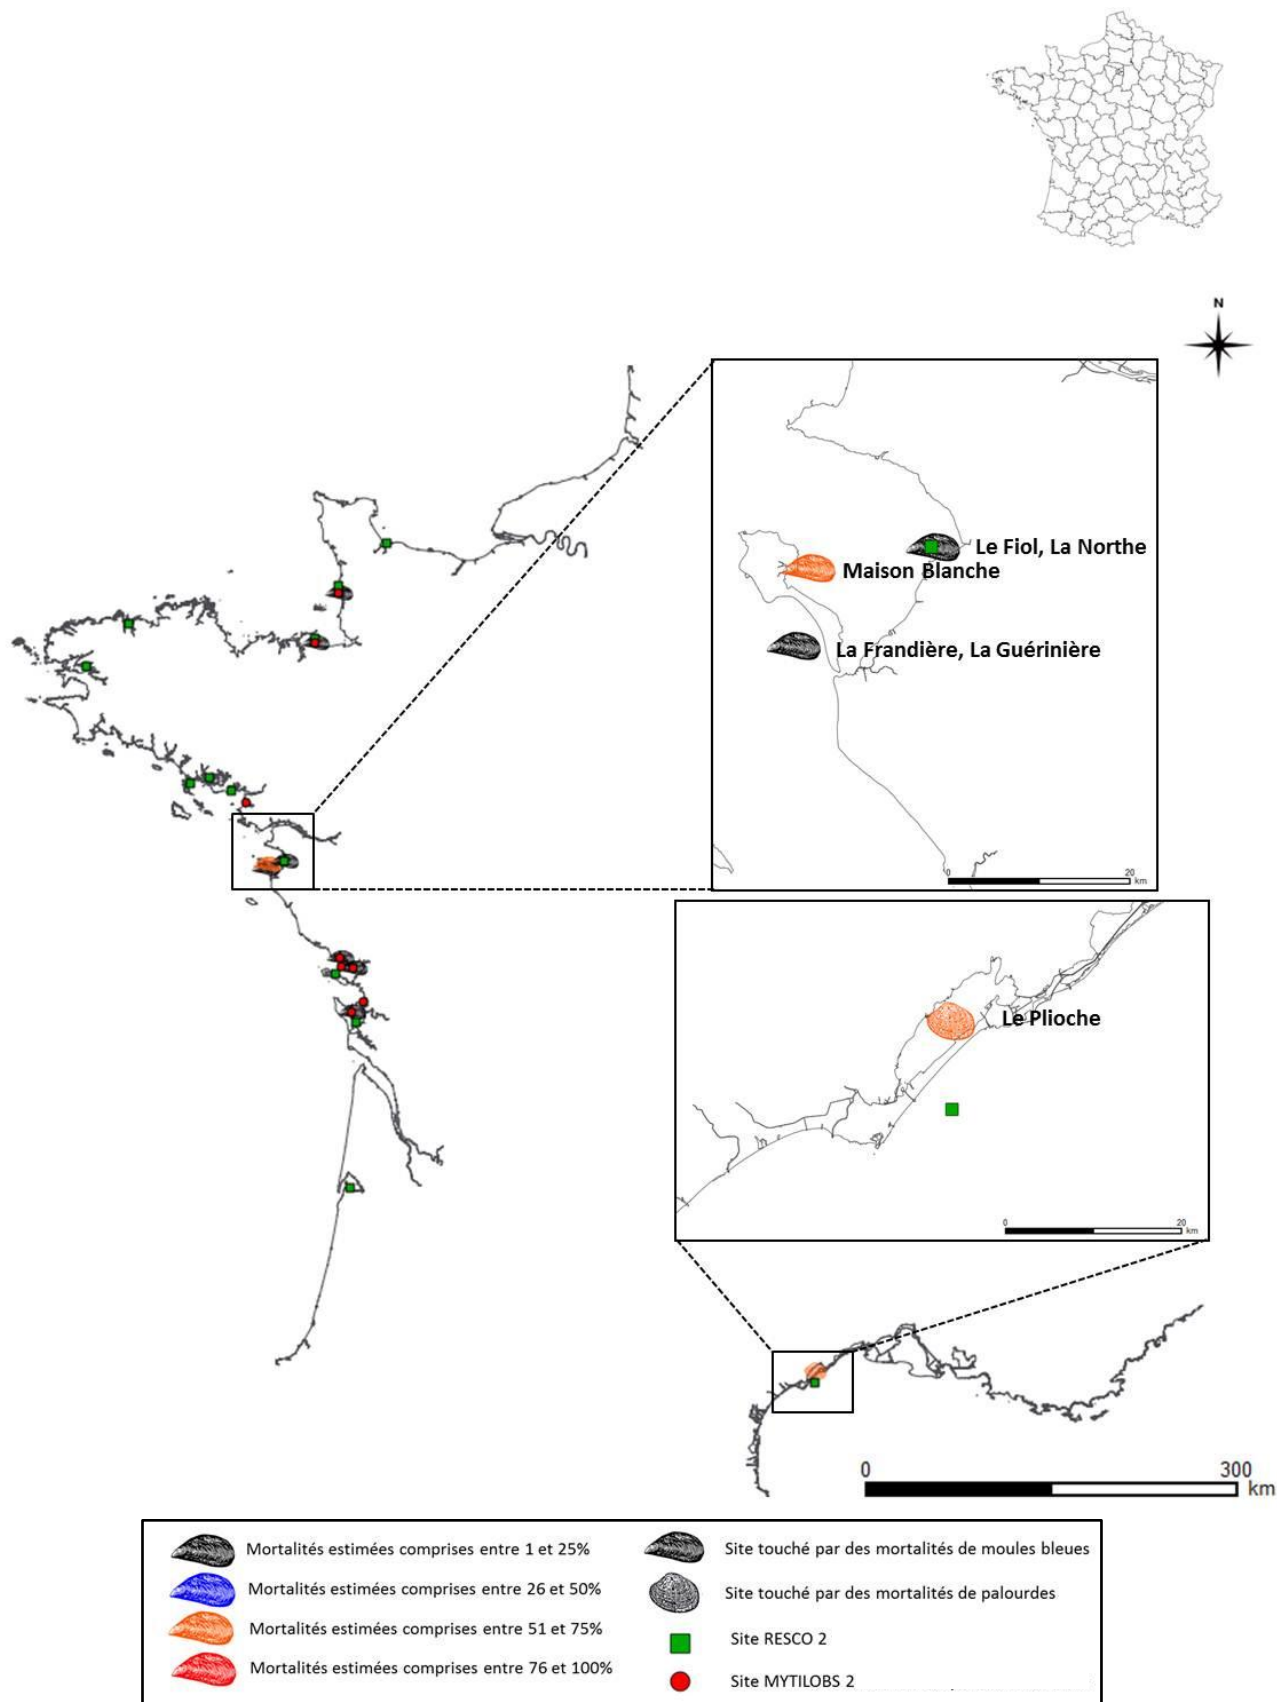 N
Le Fiol, La Northe
Maison Blanche
La Frandière, La Guérinière
0 20
km
Le Plioche
0 20
km
0 300
km
Mortalités estimées comprises entre 1 et 25%
Mortalités estimées comprises entre 26 et 50%
Mortalités estimées comprises entre 51 et 75%
Mortalités estimées comprises entre 76 et 100%
Site touché par des mortalités de moules bleues
Site touché par des mortalités de palourdes
Site RESCO 2
Site MYTILOBS 2